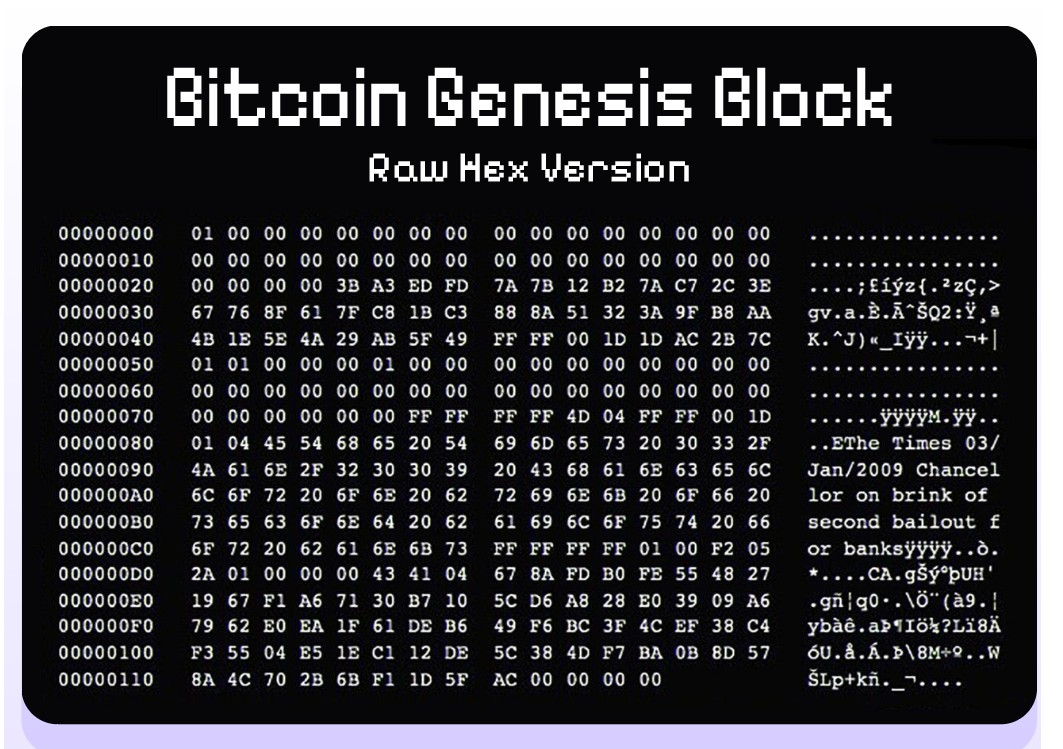 Bitcoin Genesis Block
Raw Hex Version
00000000 01 00 00 00 00 00 00 00 00 00 00 00 00 00 00 00 ................
00000010 00 00 00 00 00 00 00 00 00 00 00 00 00 00 00 00 ................
00000020 00 00 00 00 3B A3 ED FD 7A 7B 12 B2 7A C7 2C 3E ....;£íýz{.²zÇ,>
00000030 67 76 8F 61 7F C8 1B C3 88 8A 51 32 3A 9F B8 AA gv.a.È.ÃˆŠQ2:Ÿ¸ª
00000040 4B 1E 5E 4A 29 AB 5F 49 FF FF 00 1D 1D AC 2B 7C K.^J)«_Iÿÿ...¬+|
00000050 01 01 00 00 00 01 00 00 00 00 00 00 00 00 00 00 ................
00000060 00 00 00 00 00 00 00 00 00 00 00 00 00 00 00 00 ................
00000070 00 00 00 00 00 00 FF FF FF FF 4D 04 FF FF 00 1D ......ÿÿÿÿM.ÿÿ..
00000080 01 04 45 54 68 65 20 54 69 6D 65 73 20 30 33 2F ..EThe Times 03/
00000090 4A 61 6E 2F 32 30 30 39 20 43 68 61 6E 63 65 6C Jan/2009 Chancel
000000A0 6C 6F 72 20 6F 6E 20 62 72 69 6E 6B 20 6F 66 20 lor on brink of
000000B0 73 65 63 6F 6E 64 20 62 61 69 6C 6F 75 74 20 66 second bailout f
000000C0 6F 72 20 62 61 6E 6B 73 FF FF FF FF 01 00 F2 05 or banksÿÿÿÿ..ò.
000000D0 2A 01 00 00 00 43 41 04 67 8A FD B0 FE 55 48 27 *....CA.gŠý°þUH'
000000E0 19 67 F1 A6 71 30 B7 10 5C D6 A8 28 E0 39 09 A6 .gñ¦q0·.\Ö¨(à9.¦
000000F0 79 62 E0 EA 1F 61 DE B6 49 F6 BC 3F 4C EF 38 C4 ybàê.aÞ¶Iö¼?Lï8Ä
00000100 F3 55 04 E5 1E C1 12 DE 5C 38 4D F7 BA 0B 8D 57 óU.å.Á.Þ\8M÷º..W
00000110 8A 4C 70 2B 6B F1 1D 5F AC 00 00 00 00 ŠLp+kñ._¬....